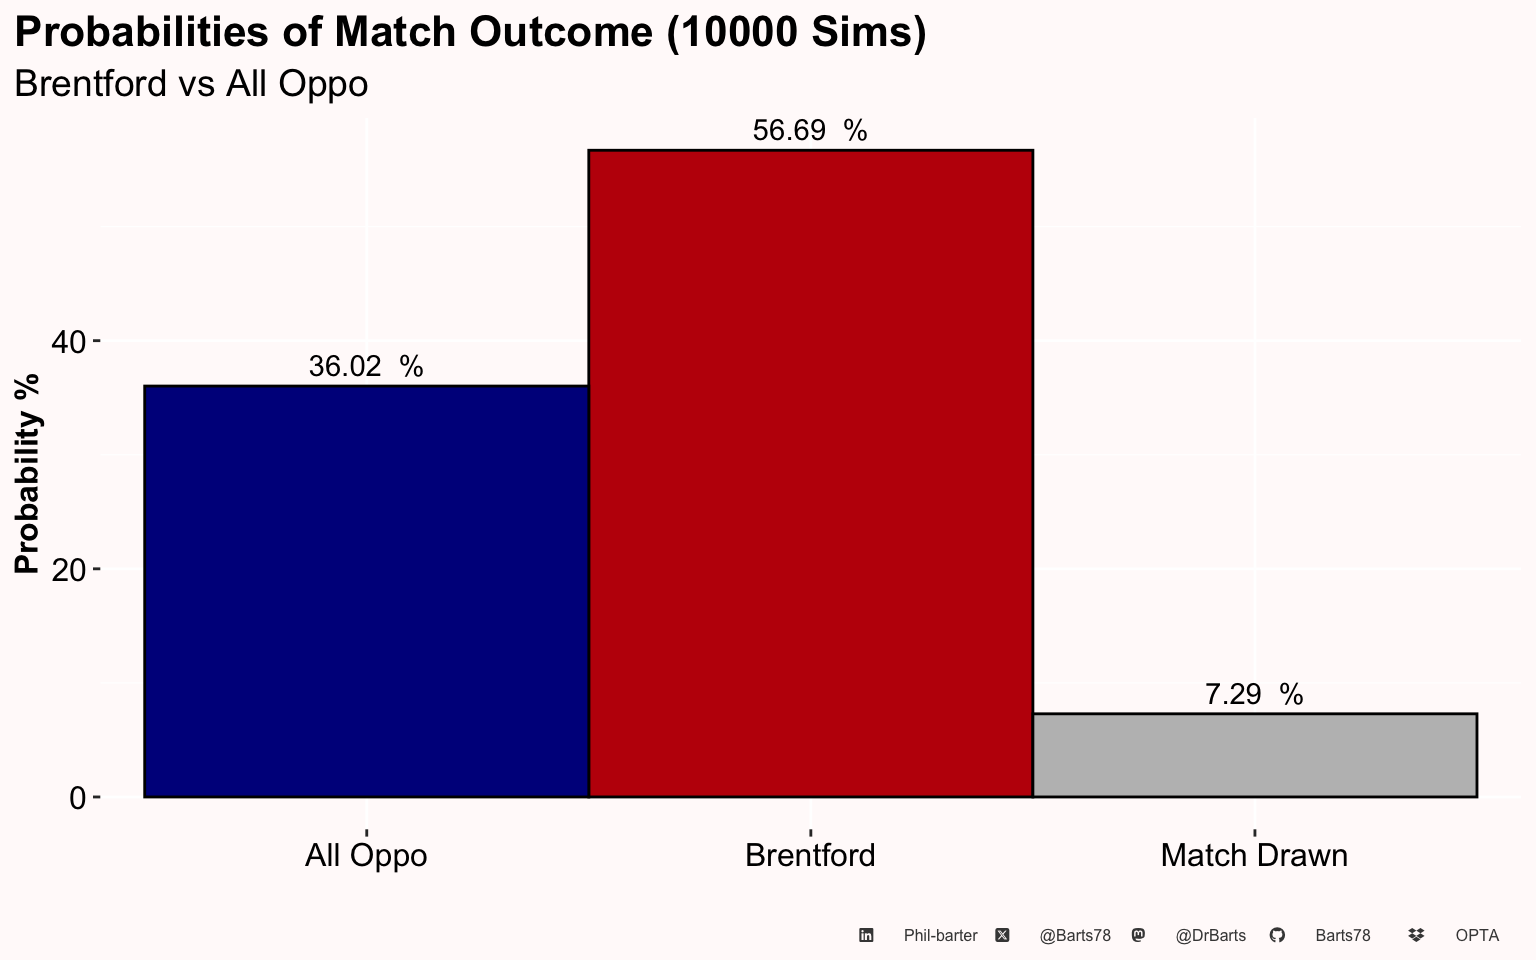 Probabilities of Match Outcome (10000 Sims)
Brentford vs All Oppo
56.69 %
36.02 %
7.29 %
Probability %
40
20
0
All Oppo
Brentford
Match Drawn
Phil-barter @Barts78 @DrBarts Barts78 OPTA